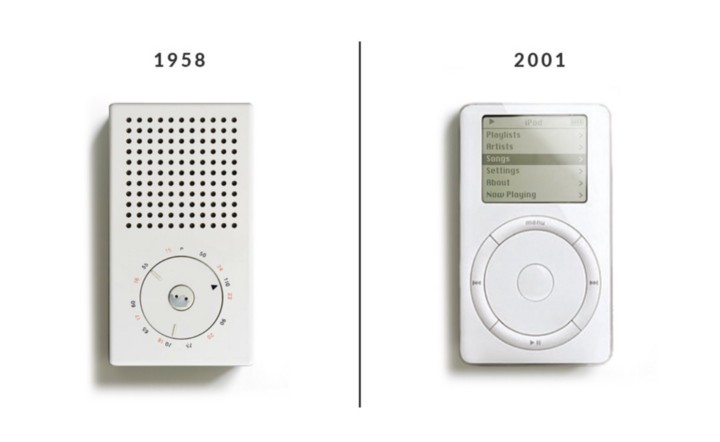 1958
2001
iPod
Playlists
Artists
Songs
Settings
About
Now Playing
menu